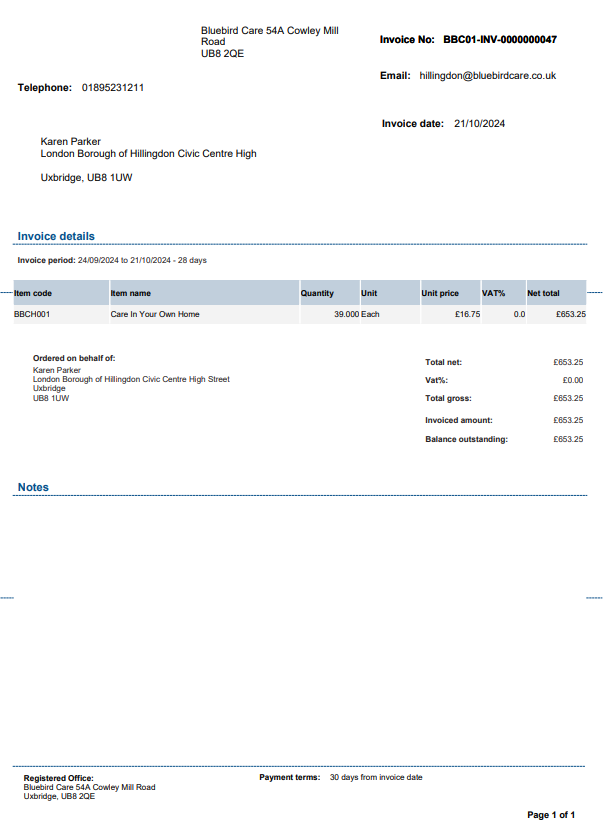 Bluebird Care 54A Cowley Mill
Road
UB8 2QE
Invoice No: BBC01-INV-0000000047
Email: hillingdon@bluebirdcare.co.uk
Telephone: 01895231211
Invoice date: 21/10/2024
Karen Parker
London Borough of Hillingdon Civic Centre High
Uxbridge, UB8 1UW
Invoice details
Invoice period: 24/09/2024 to 21/10/2024 - 28 days
Item code Item name Quantity Unit Unit price VAT% Net total
BBCH001 Care In Your Own Home 39.000 Each £16.75 0.0 £653.25
Ordered on behalf of:
Karen Parker
London Borough of Hillingdon Civic Centre High Street
Uxbridge
UB8 1UW
Total net: £653.25
Vat%: £0.00
Total gross: £653.25
Invoiced amount: £653.25
Balance outstanding: £653.25
Notes
Registered Office:
Bluebird Care 54A Cowley Mill Road
Uxbridge, UB8 2QE
Payment terms: 30 days from invoice date
Page 1 of 1